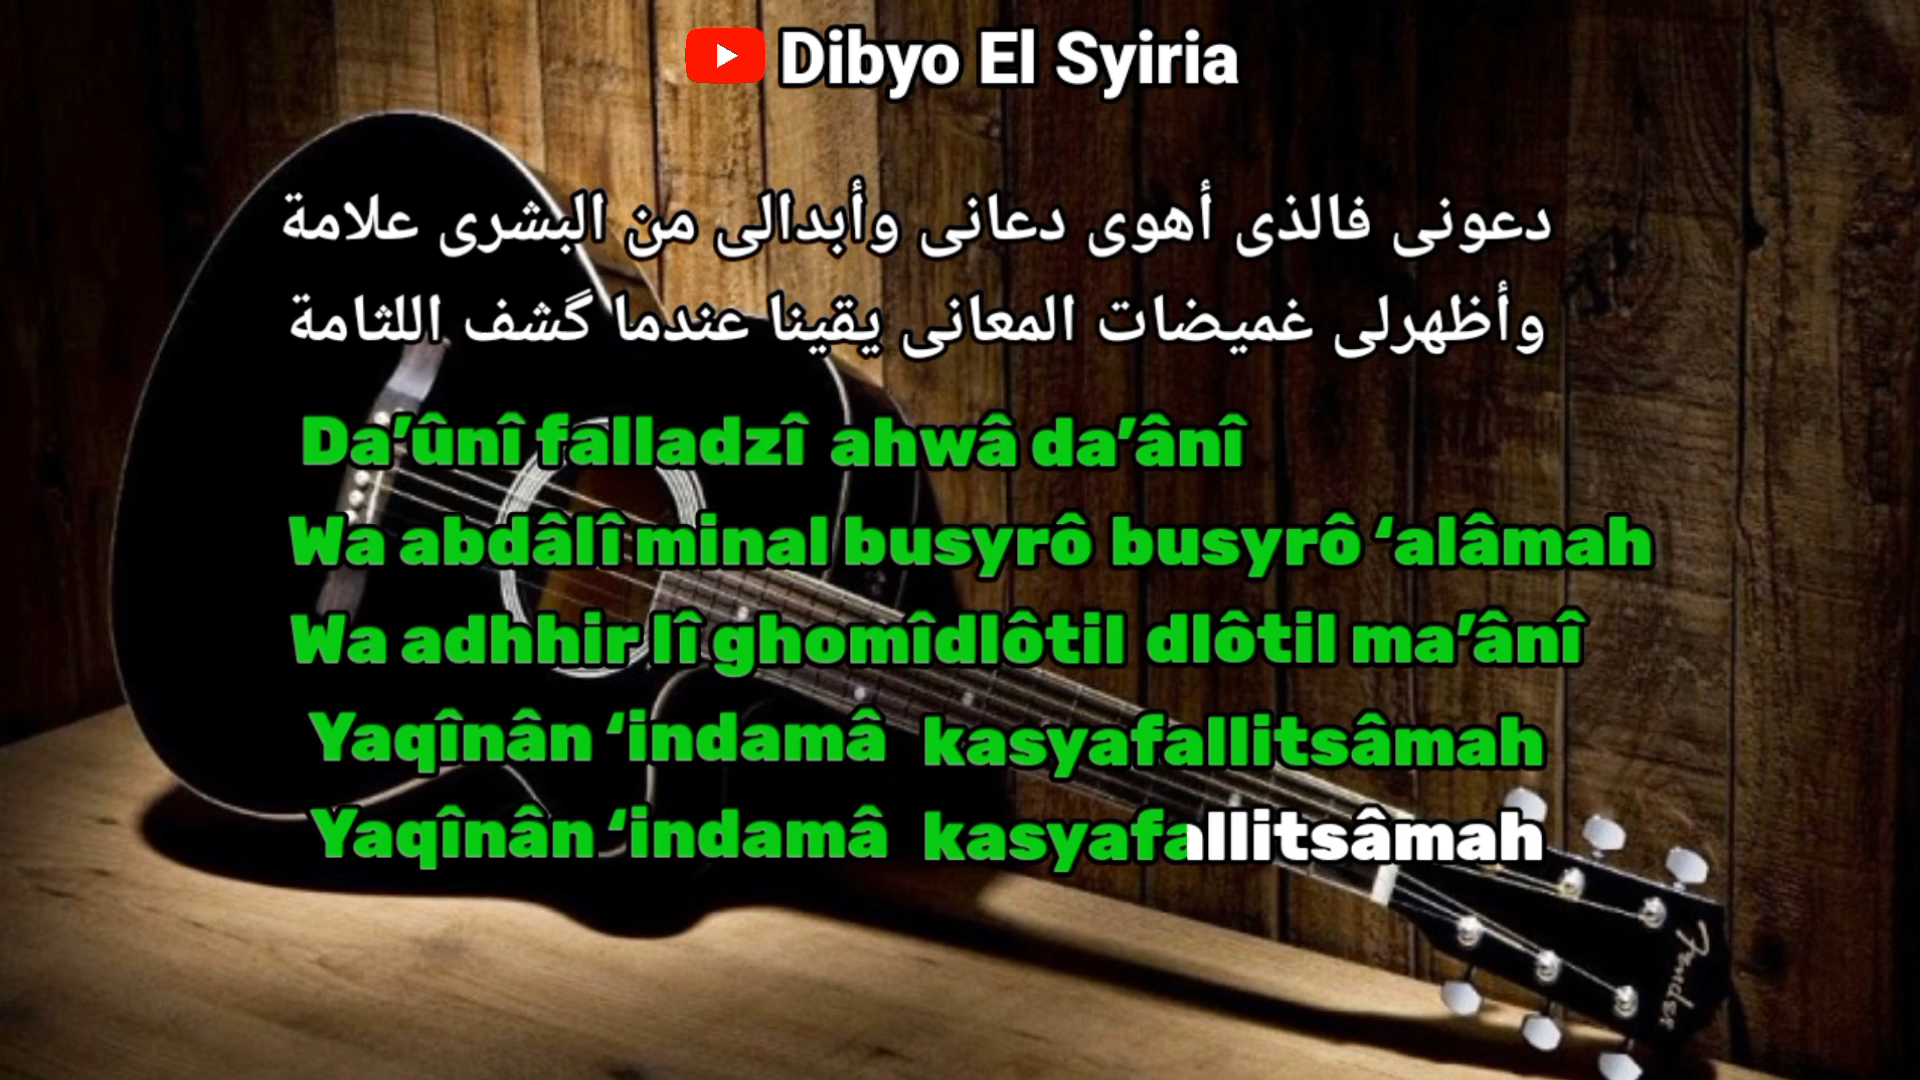 Dibyo El Syiria
دعونى فالذى أهوى دعانى وأبدالى من البشرى علامة
وأظهرلى غميضات المعانى يقينا عندما گشف اللثامة
Da’ûnî falladzî ahwâ da’ânî
Wa abdâlî minal busyrô busyrô ‘alâmah
Wa adhhir lî ghomîdlôtil dlôtil ma’ânî
Yaqînân ‘indamâ kasyafallitsâmah
Yaqînân ‘indamâ kasyafallitsâmah
Fender